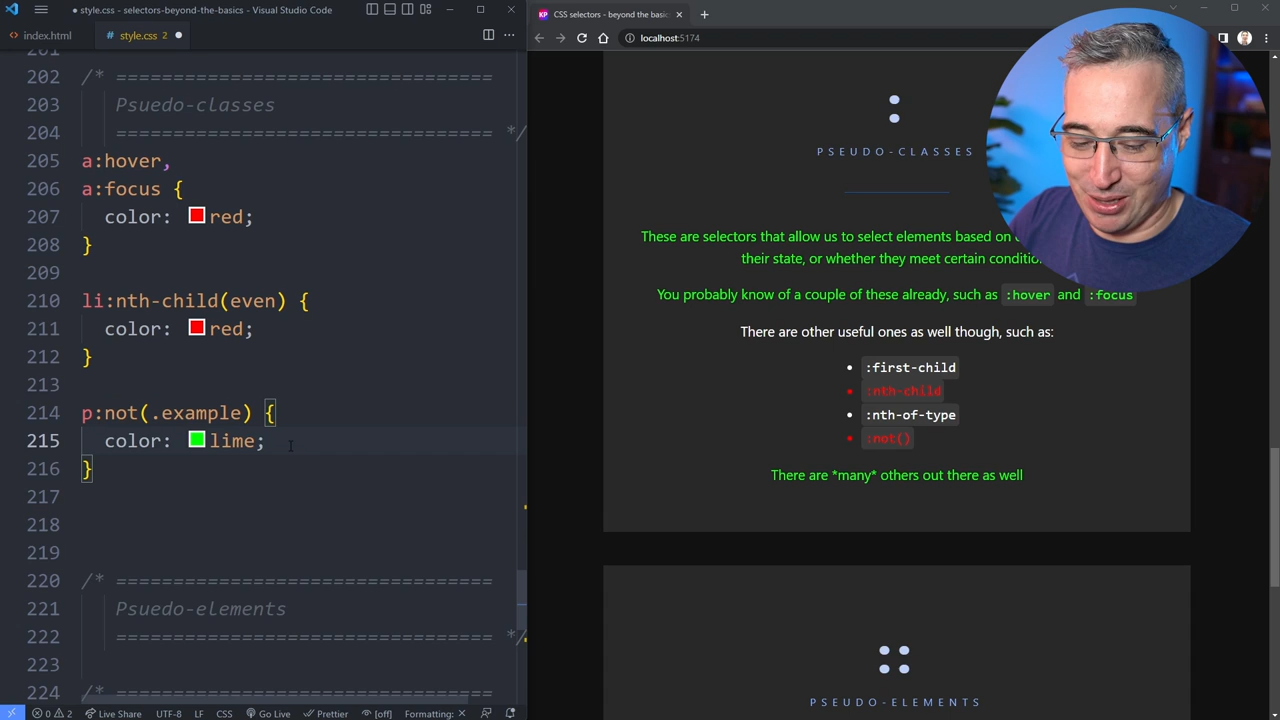 style.css - selectors-beyond-the-basics - Visual Studio Code
index.html
# style.css 2
201
202 /* =================================
203 Psuedo-classes
204 ================================= */
205 a:hover,
206 a:focus {
207 color: red;
208 }
209
210 li:nth-child(even) {
211 color: red;
212 }
213
214 p:not(.example) {
215 color: lime;
216 }
217
218
219
220 /* =================================
221 Psuedo-elements
222 ================================= */
223
224 /* =================================
0 2 Live Share UTF-8 LF CSS Go Live Prettier [off] Formatting: ×
KP CSS selectors - beyond the basic
localhost:5174
:
PSEUDO-CLASSES
These are selectors that allow us to select elements based on
their state, or whether they meet certain condition
You probably know of a couple of these already, such as :hover and :focus
There are other useful ones as well though, such as:
• :first-child
• :nth-child
• :nth-of-type
• :not()
There are *many* others out there as well
::
PSEUDO-ELEMENTS